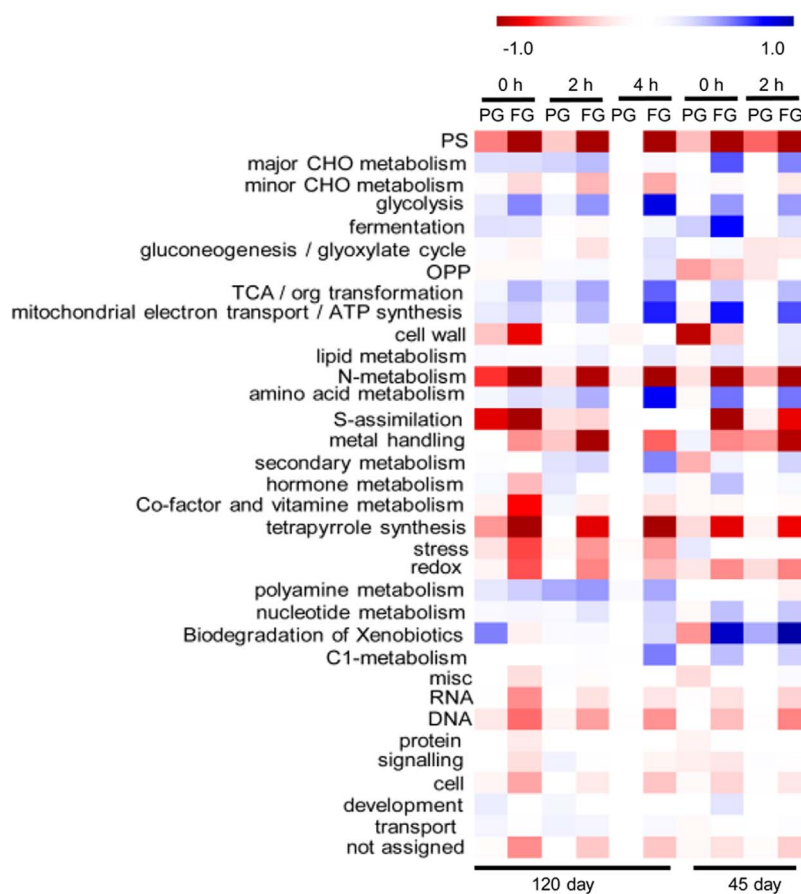 -1.0 1.0
0 h 2 h 4 h 0 h 2 h
PG FG PG FG PG FG PG FG PG FG
PS
major CHO metabolism
minor CHO metabolism
glycolysis
fermentation
gluconeogenesis / glyoxylate cycle
OPP
TCA / org transformation
mitochondrial electron transport / ATP synthesis
cell wall
lipid metabolism
N-metabolism
amino acid metabolism
S-assimilation
metal handling
secondary metabolism
hormone metabolism
Co-factor and vitamine metabolism
tetrapyrrole synthesis
stress
redox
polyamine metabolism
nucleotide metabolism
Biodegradation of Xenobiotics
C1-metabolism
misc
RNA
DNA
protein
signalling
cell
development
transport
not assigned
120 day 45 day